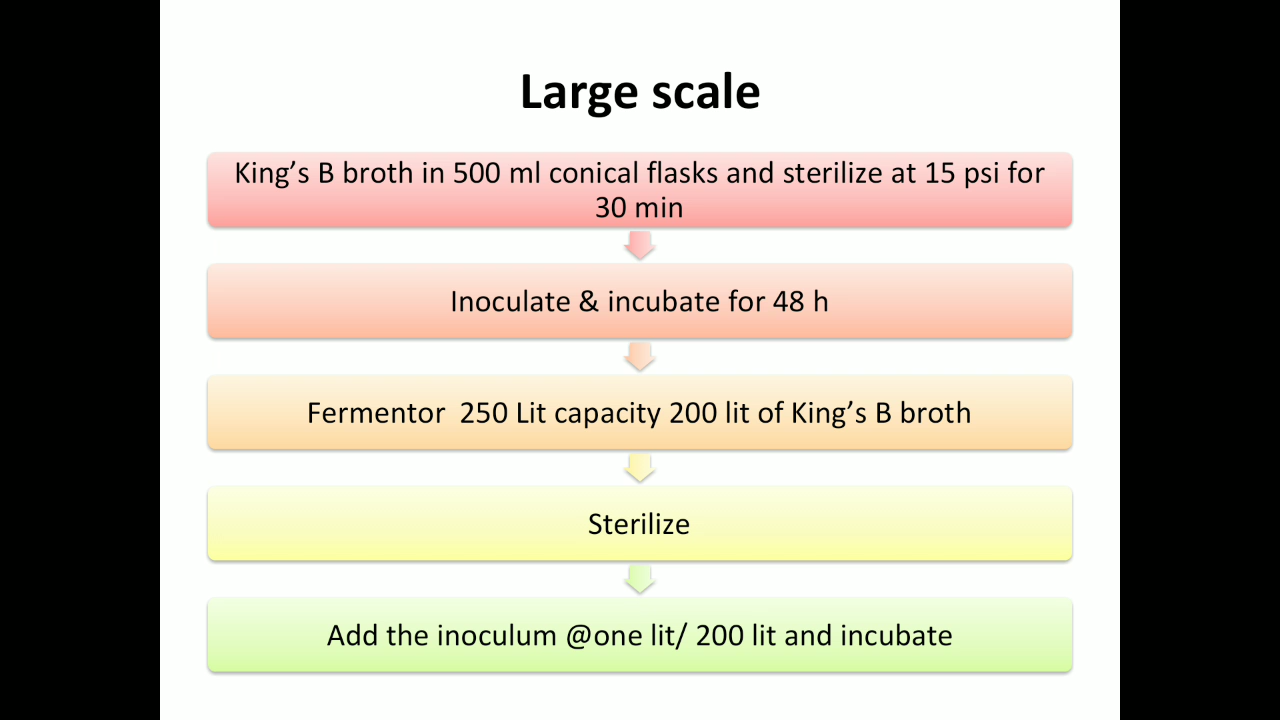 Large scale
King’s B broth in 500 ml conical flasks and sterilize at 15 psi for
30 min
Inoculate & incubate for 48 h
Fermentor  250 Lit capacity 200 lit of King’s B broth
Sterilize
Add the inoculum @one lit/ 200 lit and incubate